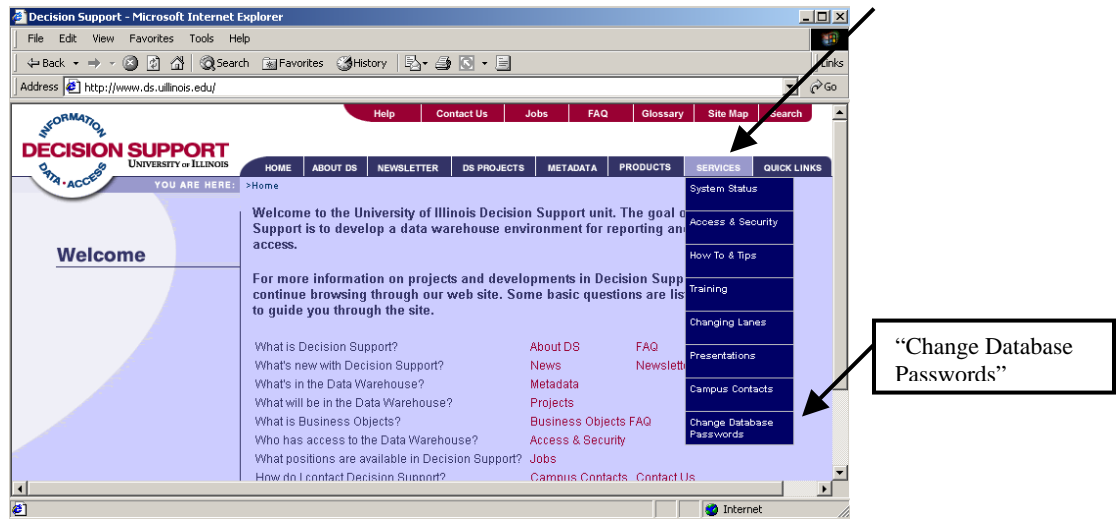 Decision Support - Microsoft Internet Explorer
File Edit View Favorites Tools Help
Back Search Favorites History Links
Address http://www.ds.uillinois.edu/ Go
Help Contact Us Jobs FAQ Glossary Site Map Search
INFORMATION
DECISION SUPPORT
UNIVERSITY OF ILLINOIS
DATA ACCESS
HOME ABOUT DS NEWSLETTER DS PROJECTS METADATA PRODUCTS SERVICES QUICK LINKS
YOU ARE HERE: >Home
System Status
Access & Security
How To & Tips
Training
Changing Lanes
Presentations
Campus Contacts
Change Database
Passwords
Welcome
Welcome to the University of Illinois Decision Support unit. The goal o
Support is to develop a data warehouse environment for reporting an
access.
For more information on projects and developments in Decision Supp
continue browsing through our web site. Some basic questions are lis
to guide you through the site.
What is Decision Support? About DS FAQ
What's new with Decision Support? News Newslett
What's in the Data Warehouse? Metadata
What will be in the Data Warehouse? Projects
What is Business Objects? Business Objects FAQ
Who has access to the Data Warehouse? Access & Security
What positions are available in Decision Support? Jobs
How do I contact Decision Support? Campus Contacts Contact Us
Internet
“Change Database
Passwords”